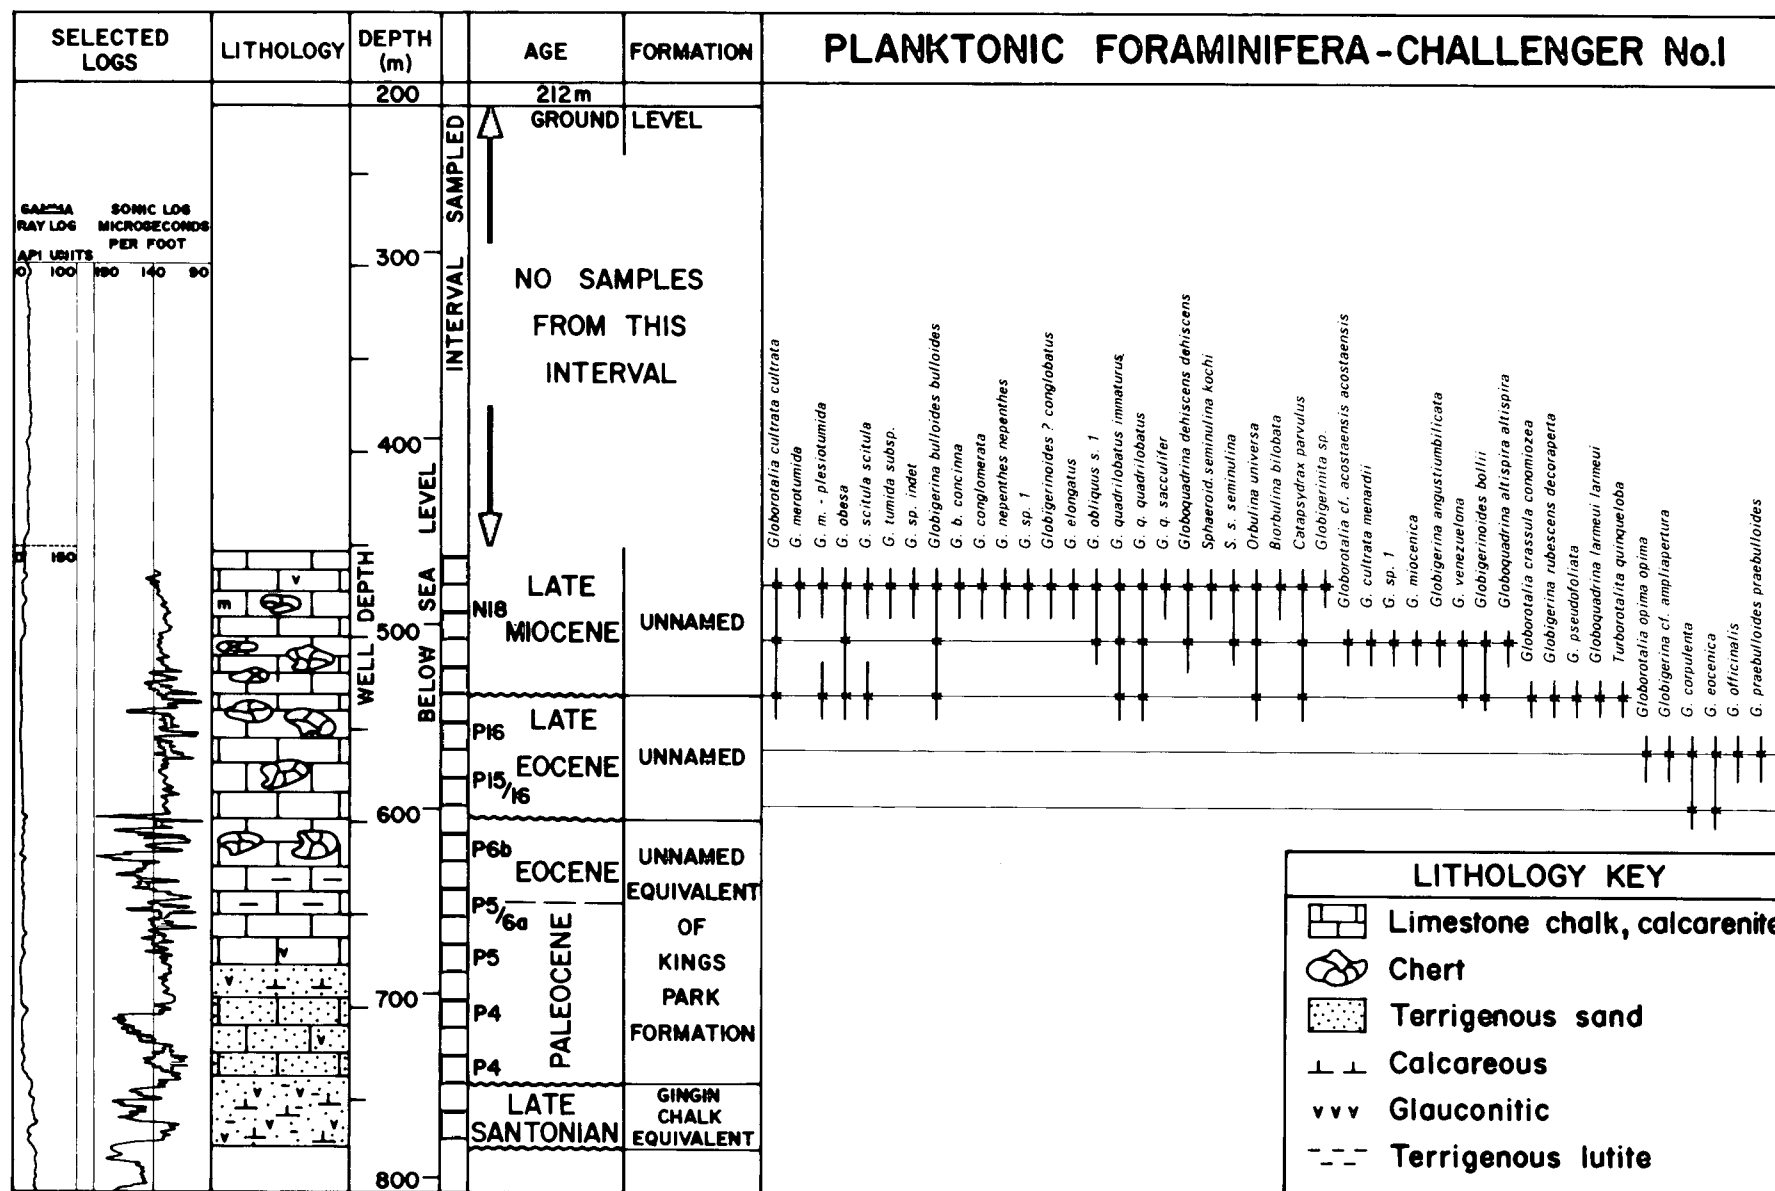 SELECTED
LOGS
LITHOLOGY
DEPTH
(m)
AGE
FORMATION
PLANKTONIC FORAMINIFERA-CHALLENGER No.1
200
212m
GROUND LEVEL
INTERVAL SAMPLED
GAMMA
RAY LOG
API UNITS
0 100
SONIC LOG
MICROSECONDS
PER FOOT
190 140 90
150
300
400
500
600
700
800
WELL DEPTH
BELOW SEA LEVEL
NO SAMPLES
FROM THIS
INTERVAL
v
m
N18
LATE
MIOCENE
UNNAMED
P16
LATE
EOCENE
P15/16
UNNAMED
P6b
EOCENE
P5/6a
PALEOCENE
P5
P4
P4
UNNAMED
EQUIVALENT
OF
KINGS
PARK
FORMATION
LATE
SANTONIAN
GINGIN
CHALK
EQUIVALENT
Globorotalia cultrata cultrata
G. merotumida
G. m. - plesiotumida
G. obesa
G. scitula scitula
G. tumida subsp.
G. sp. indet
Globigerina bulloides bulloides
G. b. concinna
G. conglomerata
G. nepenthes nepenthes
G. sp. 1
Globigerinoides ? conglobatus
G. elongatus
G. obliquus s. 1
G. quadrilobatus immaturus
G. q. quadrilobatus
G. q. sacculifer
Globoquadrina dehiscens dehiscens
Sphaeroid. seminulina kochi
S. s. seminulina
Orbulina universa
Biorbulina bilobata
Catapsydrax parvulus
Globigerinita sp.
Globorotalia cf. acostaensis acostaensis
G. cultrata menardii
G. sp. 1
G. miocenica
Globigerina angustiumbilicata
G. venezuelona
Globigerinoides bollii
Globoquadrina altispira altispira
Globorotalia crassula conomiozea
Globigerina rubescens decoraperta
G. pseudofoliata
Globoquadrina larmeui larmeui
Turborotalita quinqueloba
Globorotalia opima opima
Globigerina cf. ampliapertura
G. corpulenta
G. eocenica
G. officinalis
G. praebulloides praebulloides
LITHOLOGY KEY
Limestone chalk, calcarenite
Chert
Terrigenous sand
Calcareous
v v v Glauconitic
Terrigenous lutite